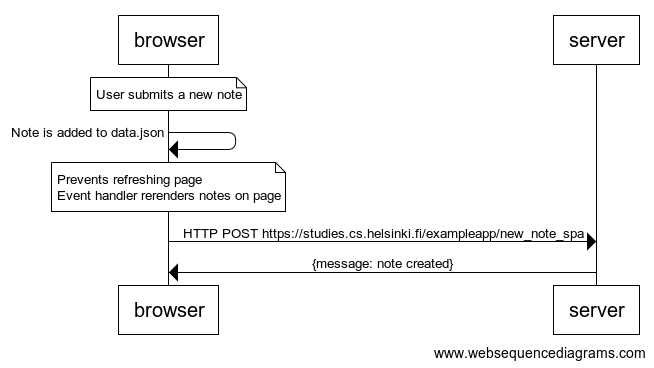 browser
server
User submits a new note
Note is added to data.json
Prevents refreshing page
Event handler rerenders notes on page
HTTP POST https://studies.cs.helsinki.fi/exampleapp/new_note_spa
{message: note created}
browser
server
www.websequencediagrams.com